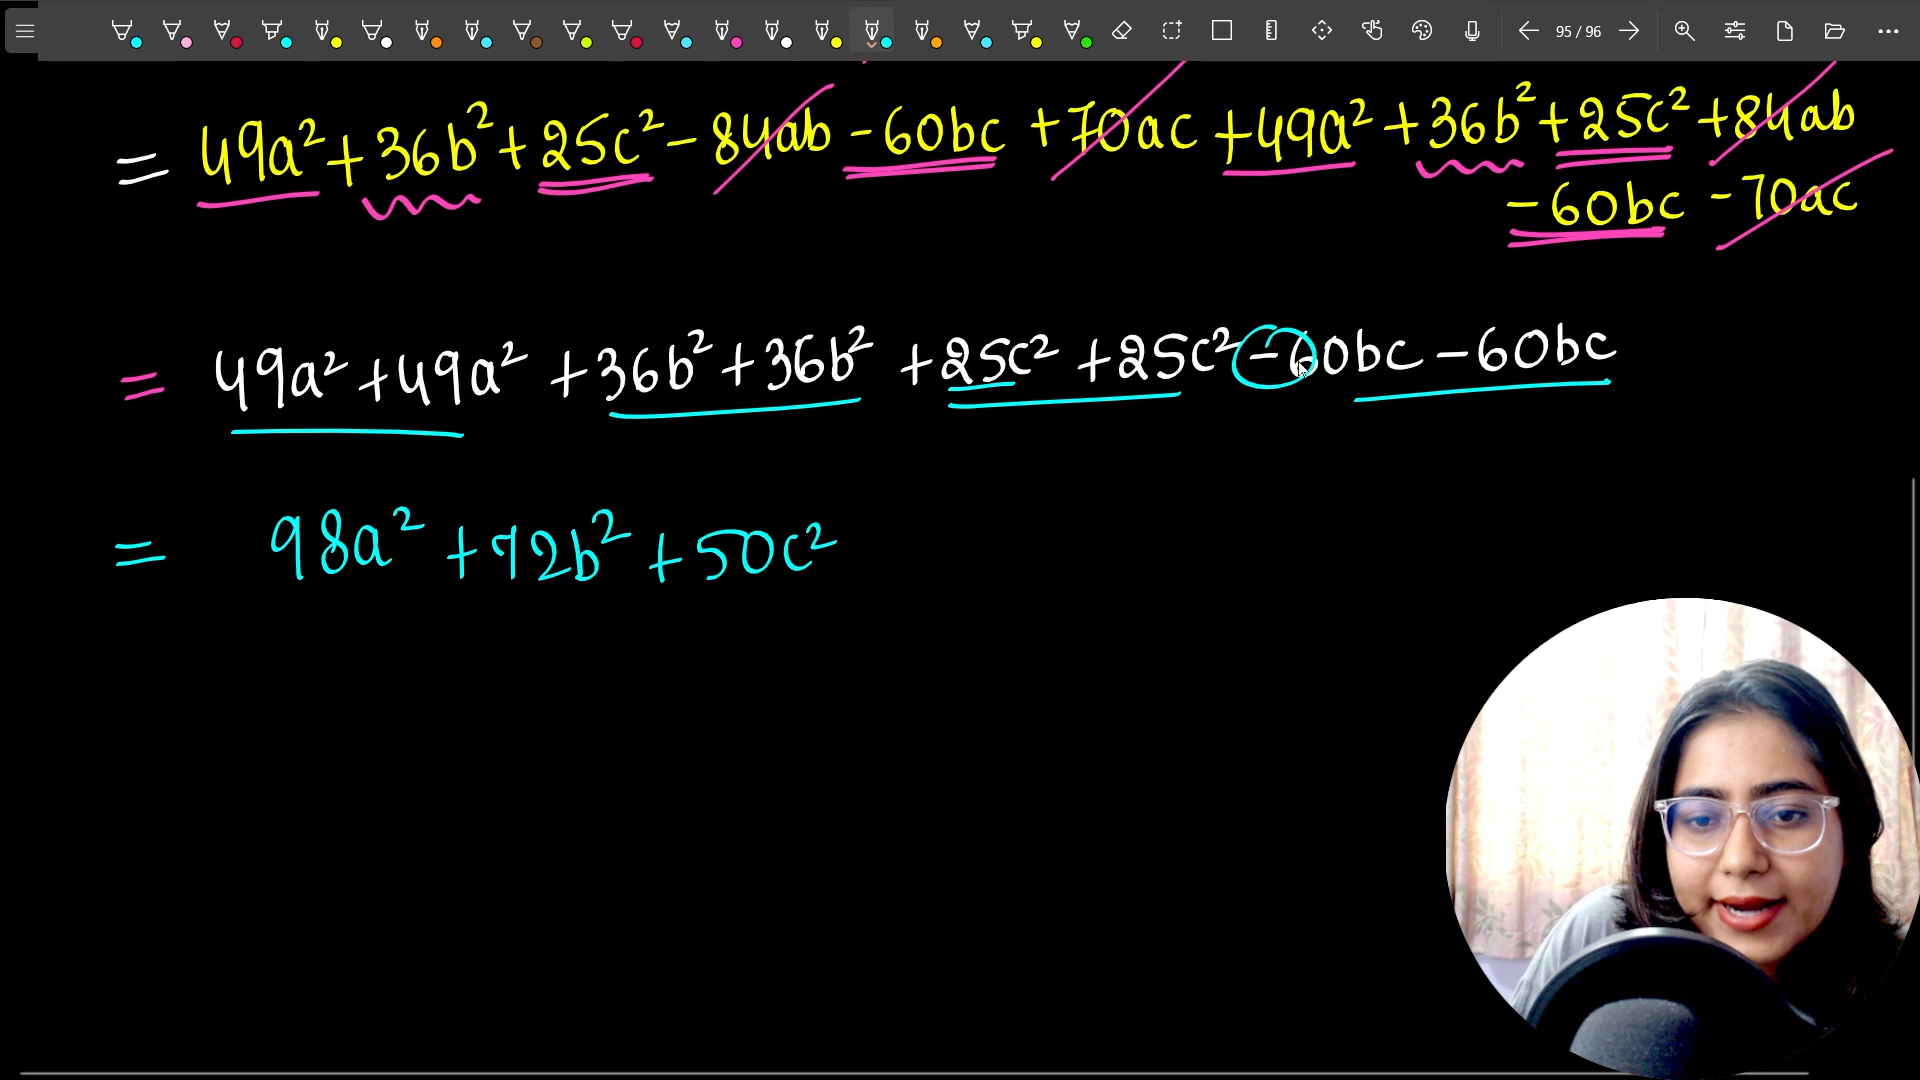 95 / 96
= 49a² + 36b² + 25c² - 84ab - 60bc + 70ac + 49a² + 36b² + 25c² + 84ab
- 60bc - 70ac
= 49a² + 49a² + 36b² + 36b² + 25c² + 25c² - 60bc - 60bc
= 98a² + 72b² + 50c²